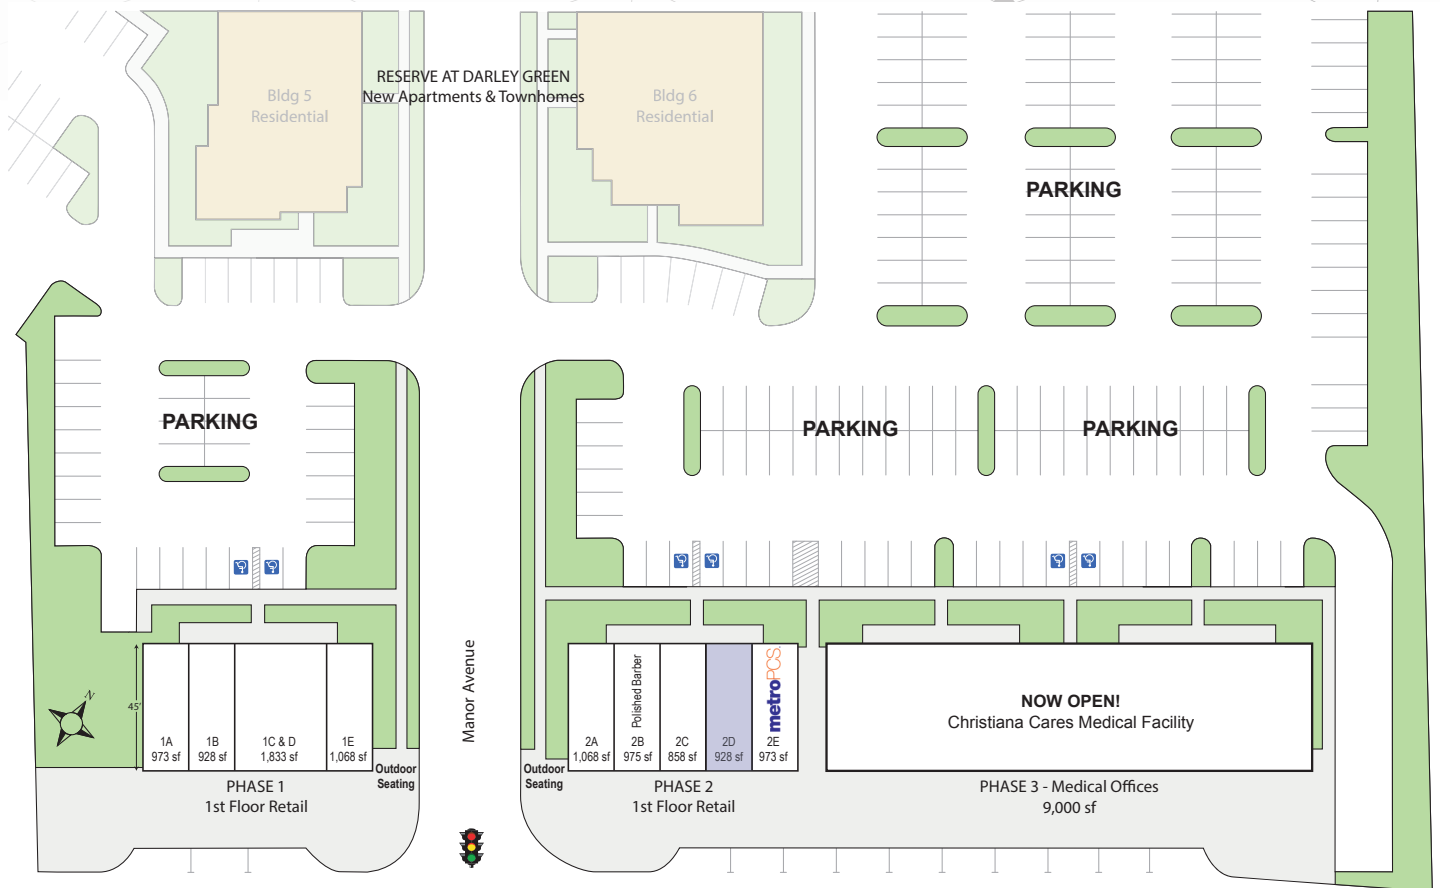 RESERVE AT DARLEY GREEN
New Apartments & Townhomes
Bldg 5
Residential
Bldg 6
Residential
PARKING
PARKING
PARKING
PARKING
N
45'
1A
973 sf
1B
928 sf
1C & D
1,833 sf
1E
1,068 sf
Outdoor
Seating
PHASE 1
1st Floor Retail
Manor Avenue
Outdoor
Seating
2A
1,068 sf
Polished Barber
2B
975 sf
2C
858 sf
2D
928 sf
metroPCS.
2E
973 sf
PHASE 2
1st Floor Retail
NOW OPEN!
Christiana Cares Medical Facility
PHASE 3 - Medical Offices
9,000 sf